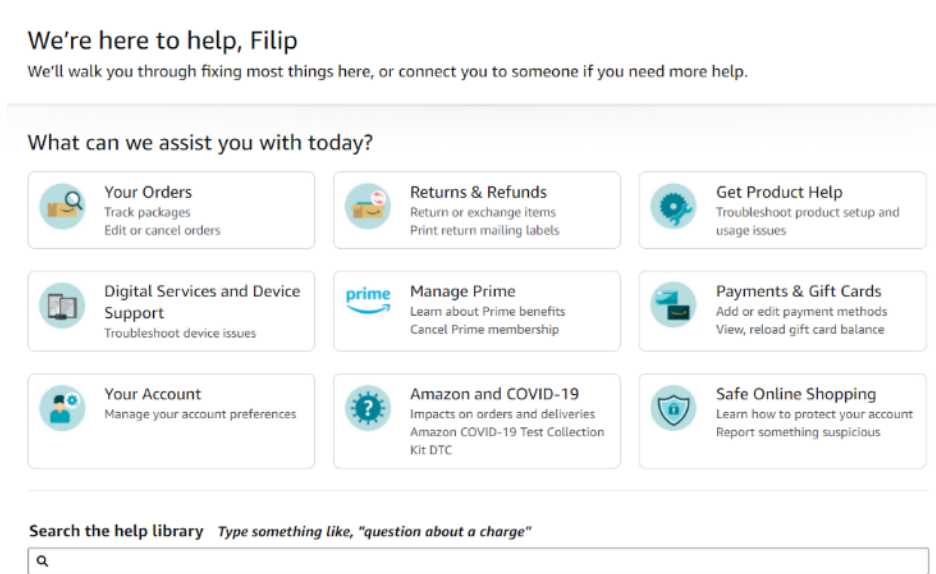 We're here to help, Filip
We'll walk you through fixing most things here, or connect you to someone if you need more help.
What can we assist you with today?
Your Orders
Track packages
Edit or cancel orders
Returns & Refunds
Return or exchange items
Print return mailing labels
Get Product Help
Troubleshoot product setup and
usage issues
Digital Services and Device
Support
Troubleshoot device issues
prime
Manage Prime
Learn about Prime benefits
Cancel Prime membership
Payments & Gift Cards
Add or edit payment methods
View, reload gift card balance
Your Account
Manage your account preferences
?
Amazon and COVID-19
Impacts on orders and deliveries
Amazon COVID-19 Test Collection
Kit DTC
Safe Online Shopping
Learn how to protect your account
Report something suspicious
Search the help library Type something like, "question about a charge"